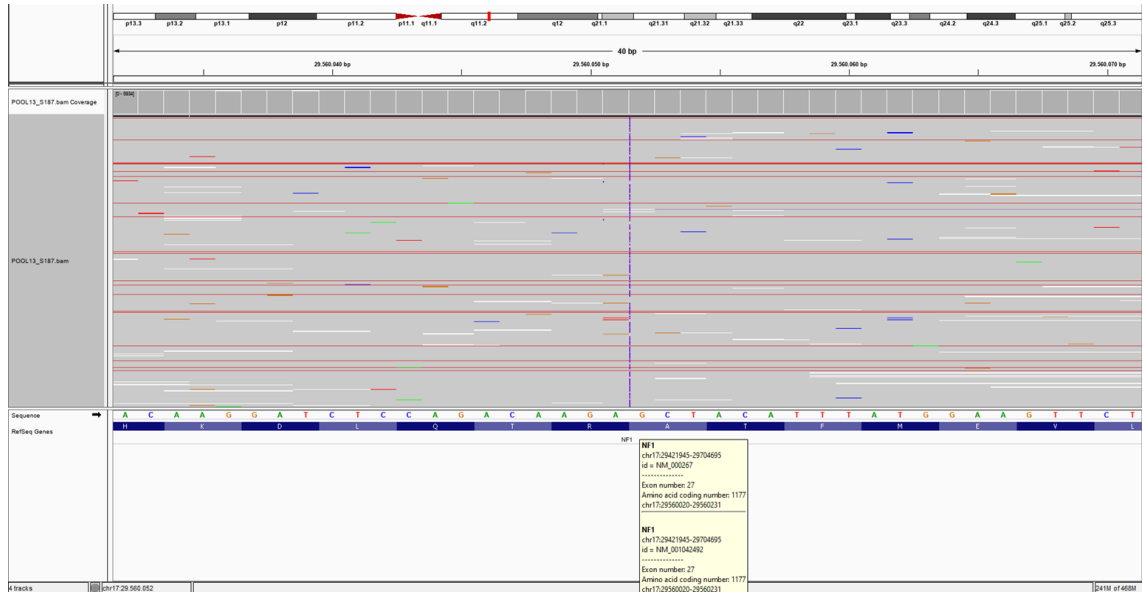 p13.3 p13.2 p13.1 p12 p11.2 p11.1 q11.1 q11.2 q12 q21.1 q21.31 q21.32 q21.33 q22 q23.1 q23.3 q24.2 q24.3 q25.1 q25.3
40 bp
29.560.040 bp 29.560.050 bp 29.560.060 bp 29.560.070 bp
POOL13_S187.bam Coverage
POOL13_S187.bam
Sequence
A C A A G G A T C T C C A G A C A A G A G C T A C A T T T A T G G A A G T T C T
RefSeq Genes
H K D L Q T R A T F M E V L
NF1
NF1
chr17:29421945-29704695
id = NM_000267
--------------
Exon number: 27
Amino acid coding number: 1177
chr17:29560020-29560231
NF1
chr17:29421945-29704695
id = NM_001042492
--------------
Exon number: 27
Amino acid coding number: 1177
chr17:29560020-29560231
4 tracks
chr17:29.560.052
241M of 468M